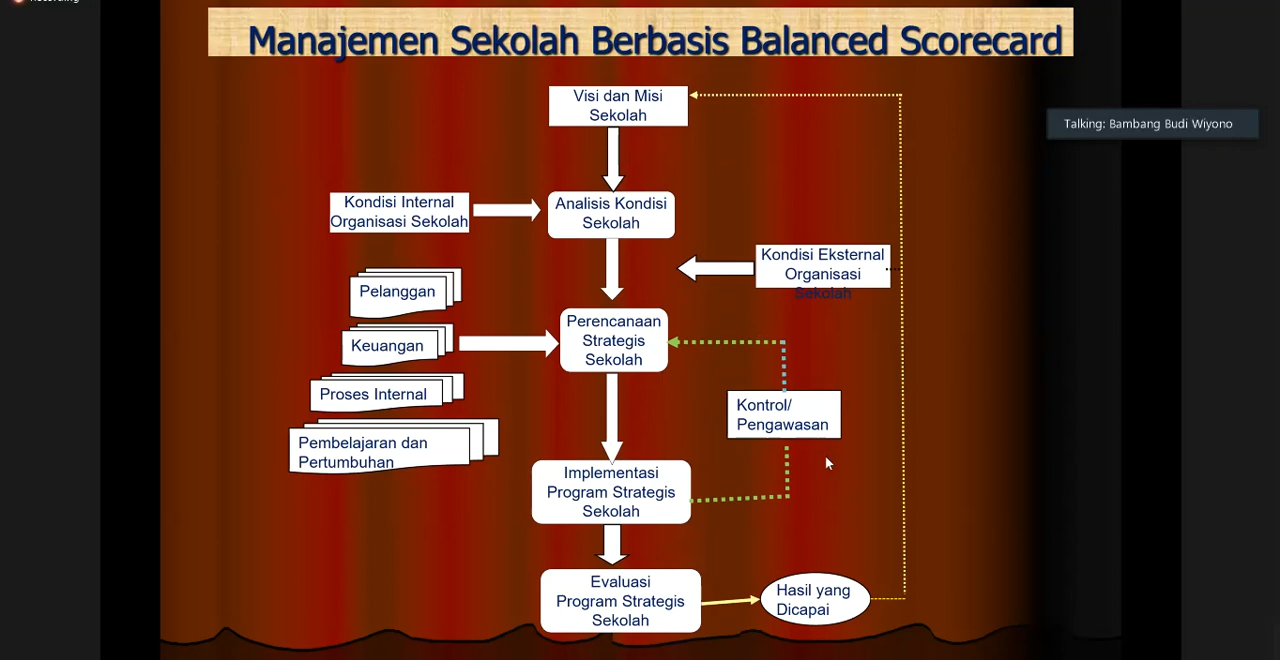 Manajemen Sekolah Berbasis Balanced Scorecard
Visi dan Misi
Sekolah
Talking: Bambang Budi Wiyono
Kondisi Internal
Organisasi Sekolah
Analisis Kondisi
Sekolah
Kondisi Eksternal
Organisasi
Sekolah
Pelanggan
Keuangan
Proses Internal
Pembelajaran dan
Pertumbuhan
Perencanaan
Strategis
Sekolah
Kontrol/
Pengawasan
Implementasi
Program Strategis
Sekolah
Evaluasi
Program Strategis
Sekolah
Hasil yang
Dicapai